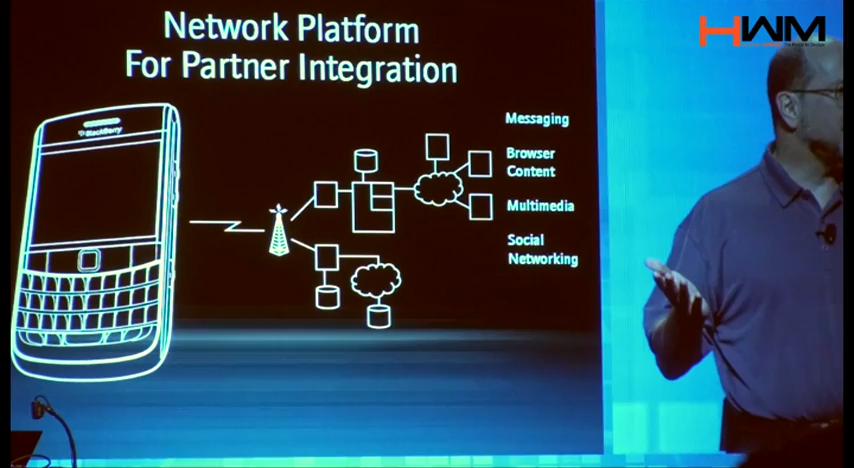 Network Platform
For Partner Integration
HWM
BlackBerry
Messaging
Browser
Content
Multimedia
Social
Networking